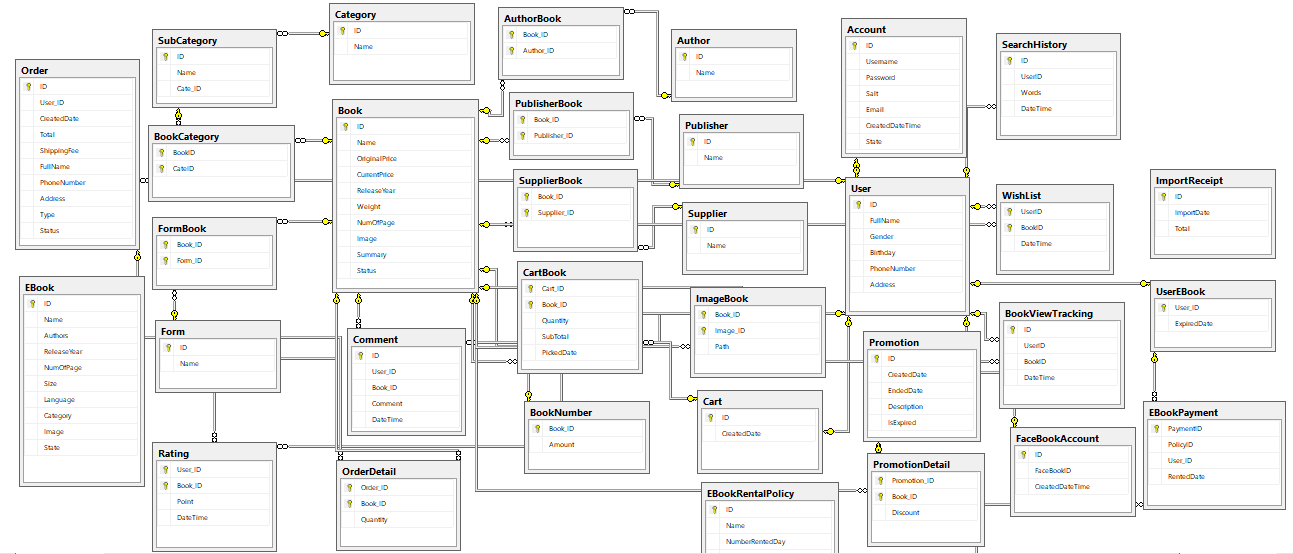 Order
ID
User_ID
CreatedDate
Total
ShippingFee
FullName
PhoneNumber
Address
Type
Status
EBook
ID
Name
Authors
ReleaseYear
NumOfPage
Size
Language
Category
Image
State
SubCategory
ID
Name
Cate_ID
BookCategory
BookID
CateID
FormBook
Book_ID
Form_ID
Form
ID
Name
Rating
User_ID
Book_ID
Point
DateTime
Category
ID
Name
Book
ID
Name
OriginalPrice
CurrentPrice
ReleaseYear
Weight
NumOfPage
Image
Summary
Status
Comment
ID
User_ID
Book_ID
Comment
DateTime
OrderDetail
Order_ID
Book_ID
Quantity
AuthorBook
Book_ID
Author_ID
PublisherBook
Book_ID
Publisher_ID
SupplierBook
Book_ID
Supplier_ID
CartBook
Cart_ID
Book_ID
Quantity
SubTotal
PickedDate
BookNumber
Book_ID
Amount
Author
ID
Name
Publisher
ID
Name
Supplier
ID
Name
ImageBook
Book_ID
Image_ID
Path
Cart
ID
CreatedDate
EBookRentalPolicy
ID
Name
NumberRentedDay
Account
ID
Username
Password
Salt
Email
CreatedDateTime
State
User
ID
FullName
Gender
Birthday
PhoneNumber
Address
Promotion
ID
CreatedDate
EndedDate
Description
IsExpired
PromotionDetail
Promotion_ID
Book_ID
Discount
SearchHistory
ID
UserID
Words
DateTime
WishList
UserID
BookID
DateTime
BookViewTracking
ID
UserID
BookID
DateTime
FaceBookAccount
ID
FaceBookID
CreatedDateTime
ImportReceipt
ID
ImportDate
Total
UserEBook
User_ID
ExpiredDate
EBookPayment
PaymentID
PolicyID
User_ID
RentedDate